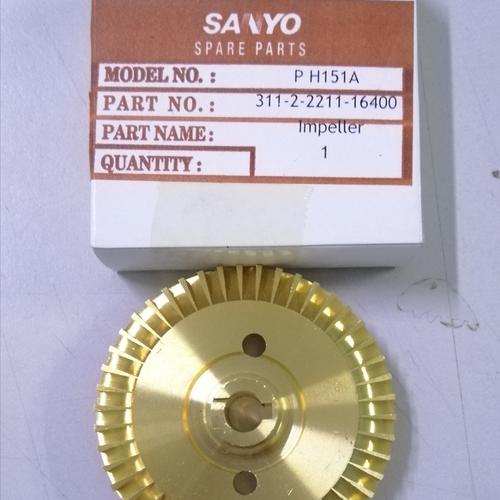 SANYO
SPARE PARTS
MODEL NO. : P H151A
PART NO. : 311-2-2211-16400
PART NAME: Impeller
QUANTITY : 1